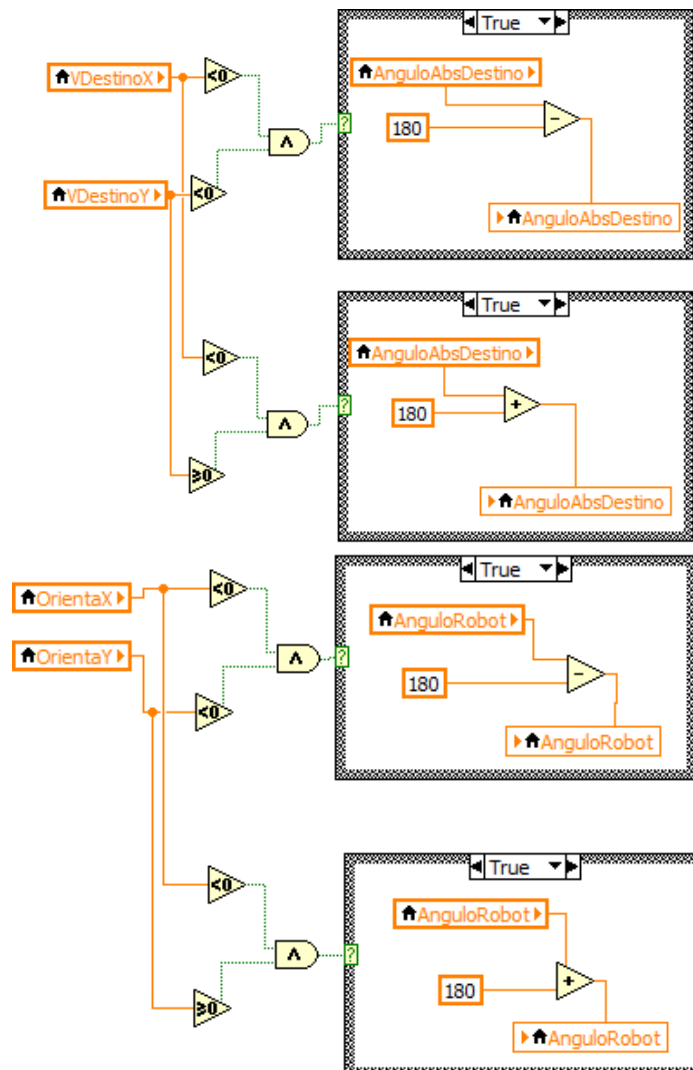 True
VDestinoX
<0
AnguloAbsDestino
180
-
∧
?
VDestinoY
<0
AnguloAbsDestino
True
<0
AnguloAbsDestino
180
+
∧
?
≥0
AnguloAbsDestino
True
OrientaX
<0
AnguloRobot
OrientaY
∧
?
180
-
<0
AnguloRobot
True
<0
AnguloRobot
∧
?
180
+
≥0
AnguloRobot